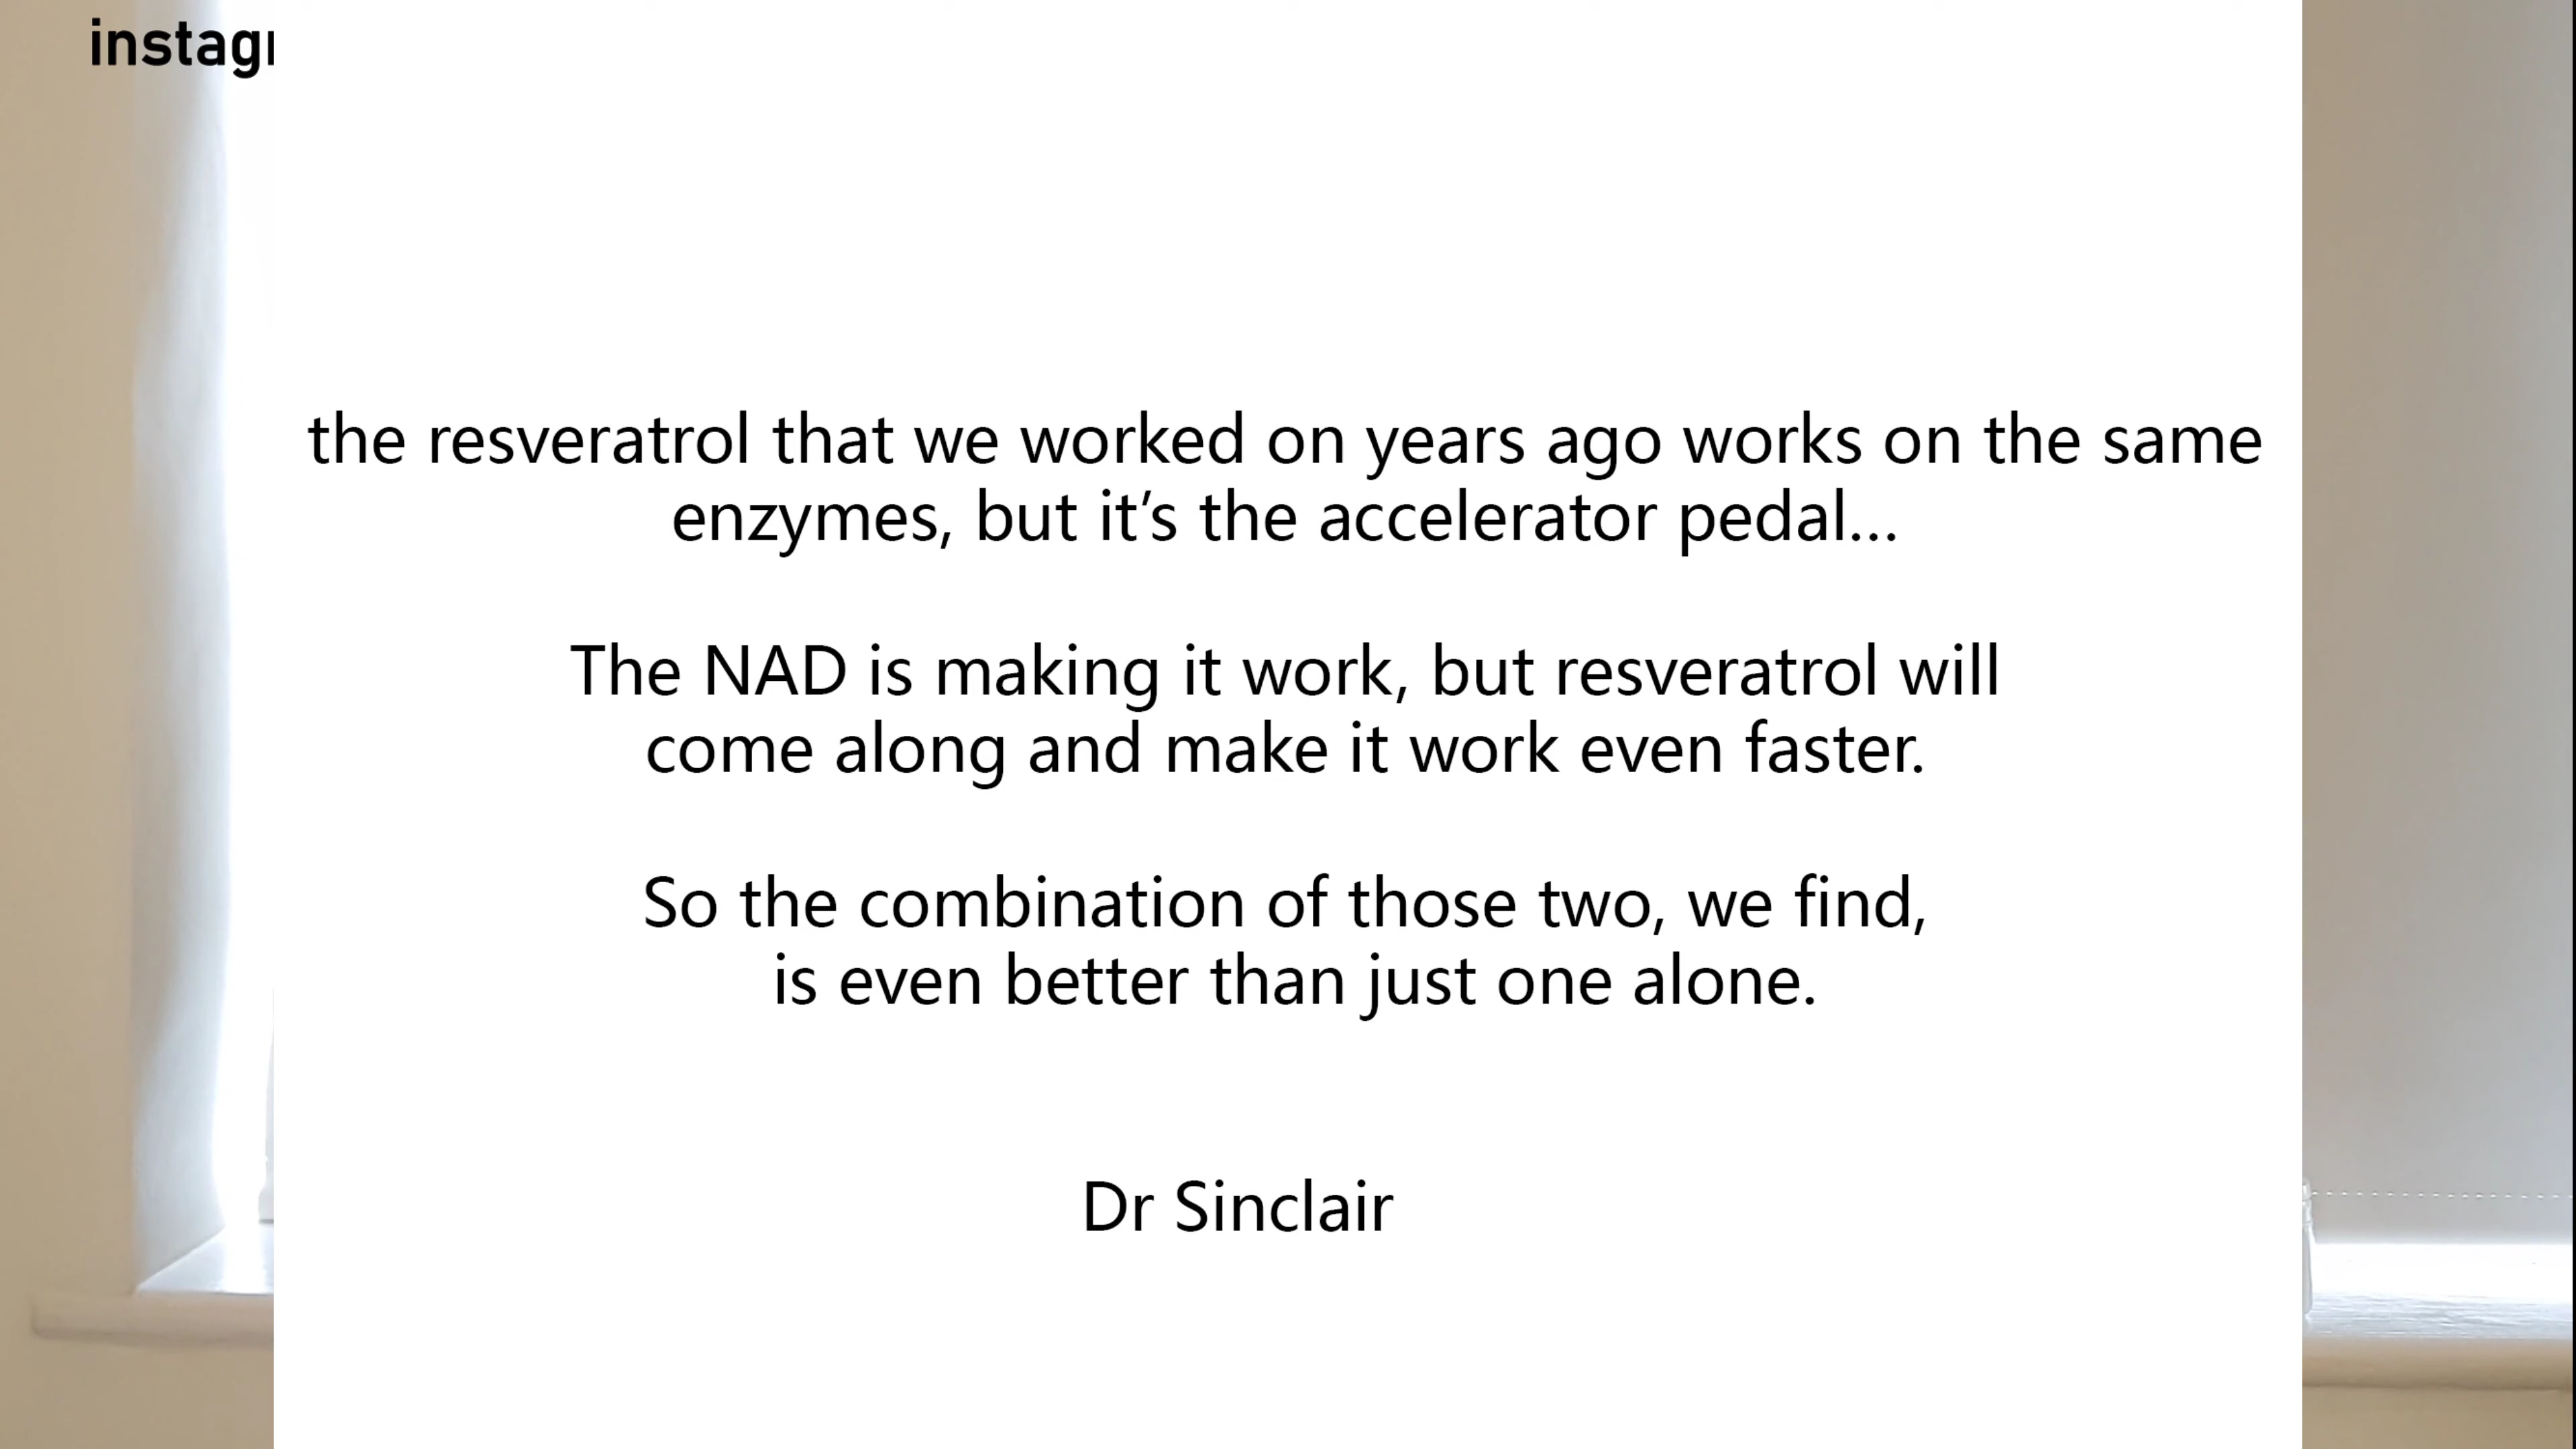 instag
the resveratrol that we worked on years ago works on the same
enzymes, but it’s the accelerator pedal...
The NAD is making it work, but resveratrol will
come along and make it work even faster.
So the combination of those two, we find,
is even better than just one alone.
Dr Sinclair